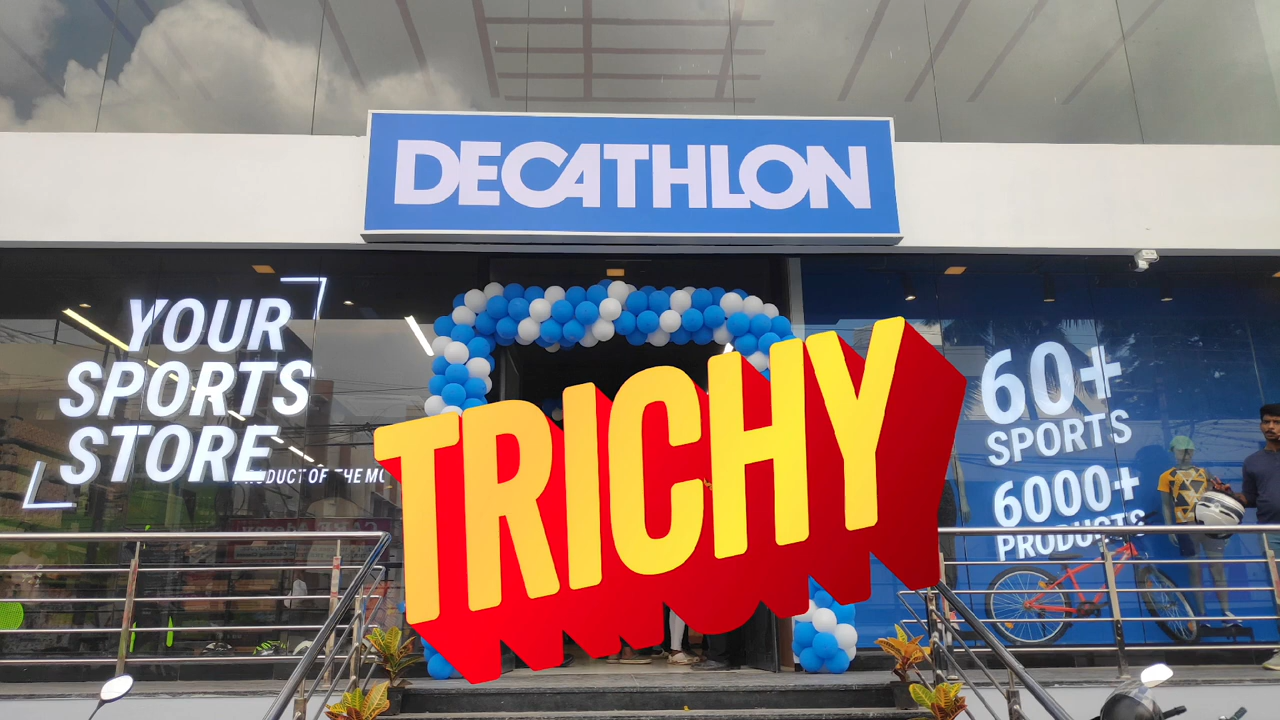 DECATHLON
YOUR
SPORTS
STORE
TRICHY
60+
SPORTS
6000+
PRODUCTS